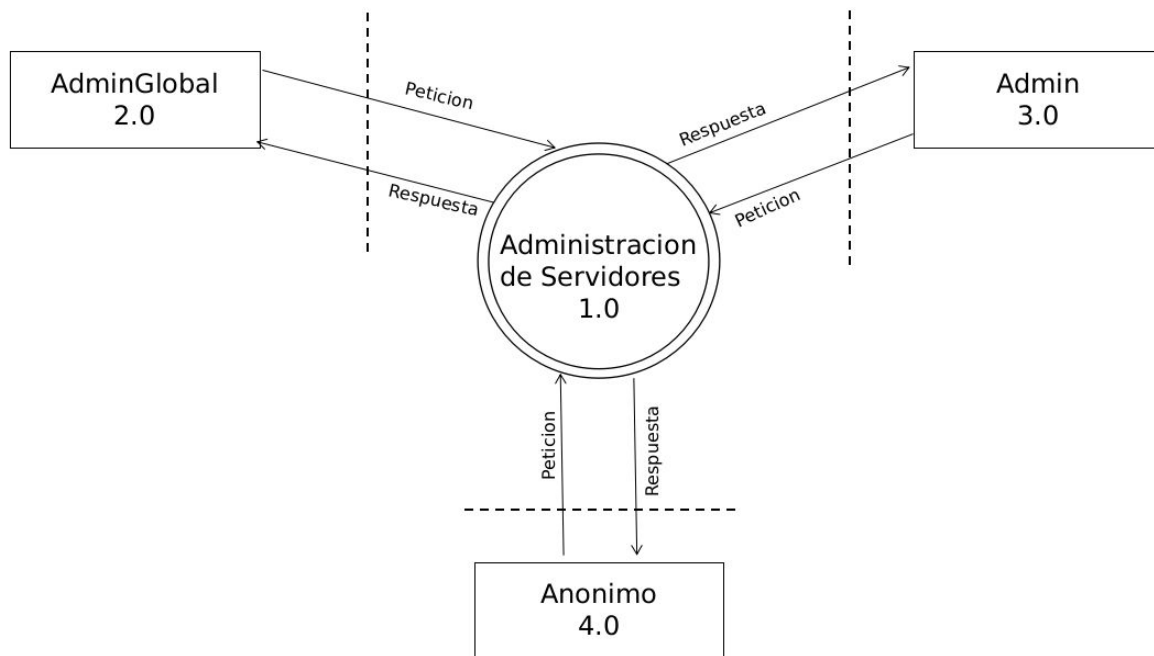 AdminGlobal
2.0
Peticion
Respuesta
Respuesta
Peticion
Admin
3.0
Administracion
de Servidores
1.0
Peticion
Respuesta
Anonimo
4.0